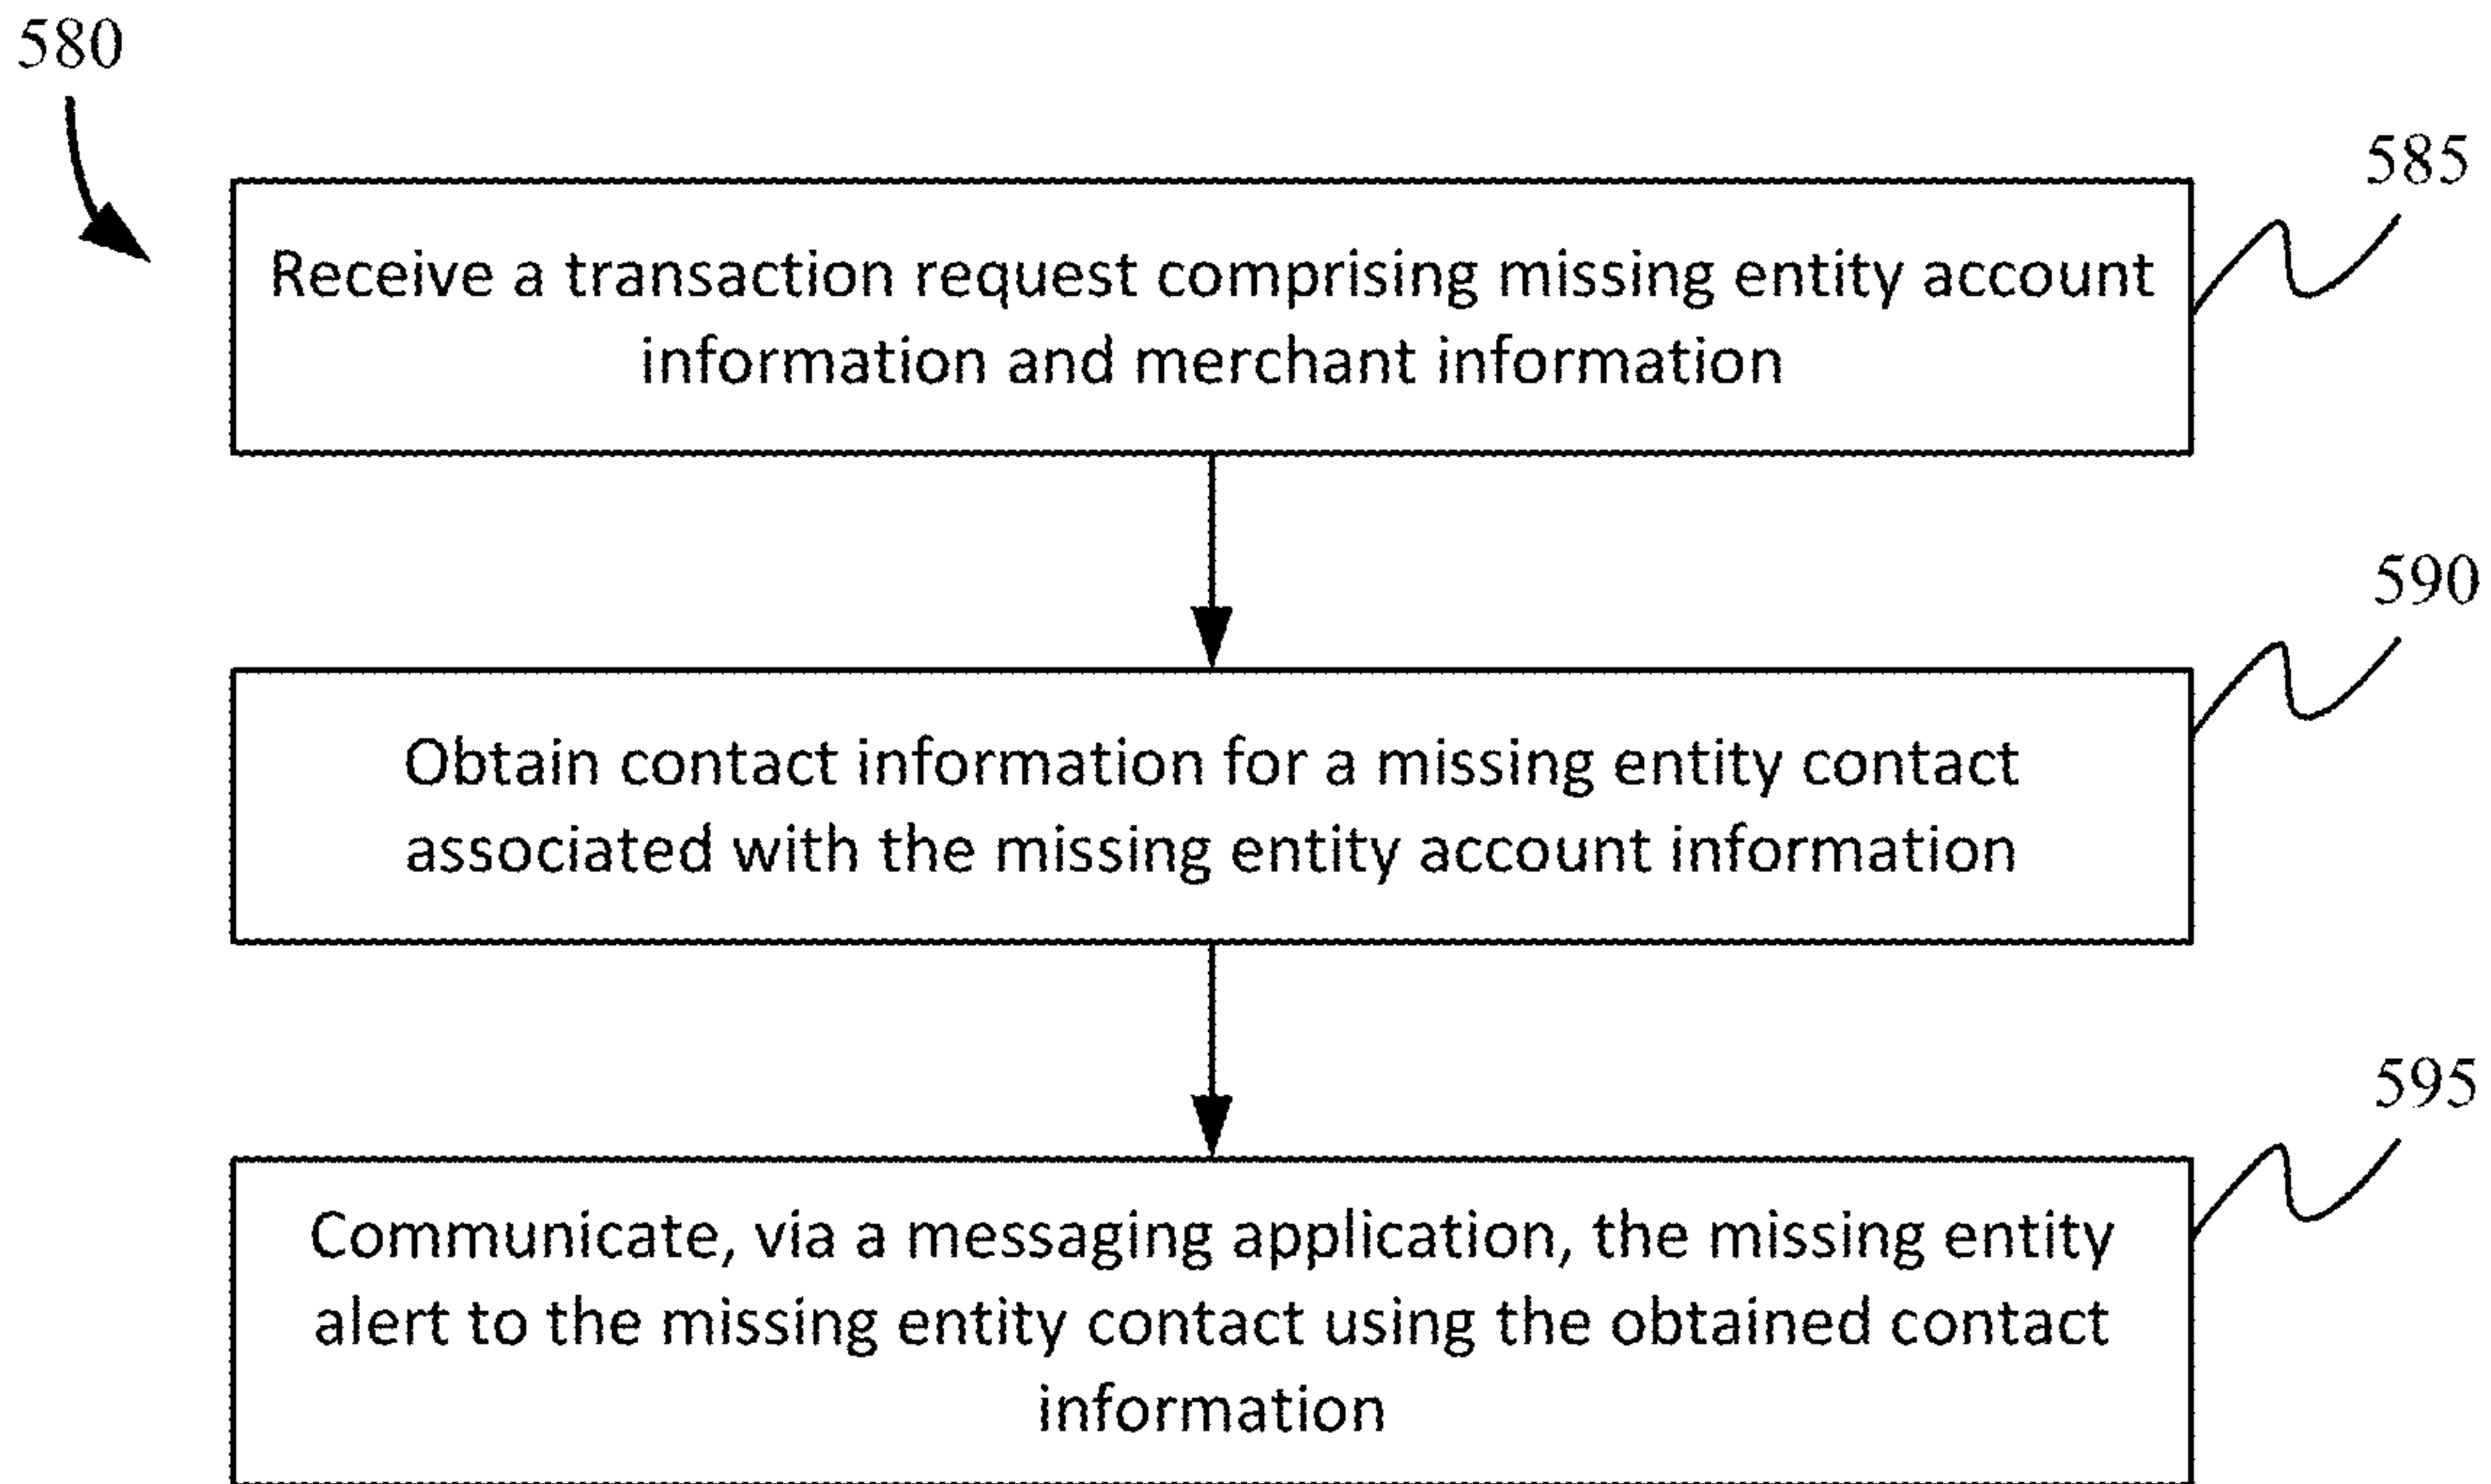 580
585
Receive a transaction request comprising missing entity account
information and merchant information
590
Obtain contact information for a missing entity contact
associated with the missing entity account information
595
Communicate, via a messaging application, the missing entity
alert to the missing entity contact using the obtained contact
information